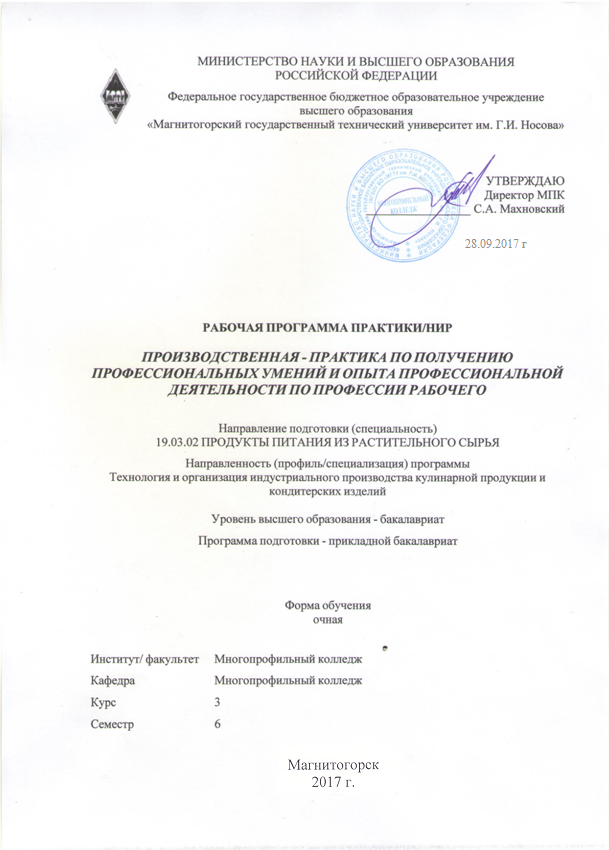 МИНИСТЕРСТВО НАУКИ И ВЫСШЕГО ОБРАЗОВАНИЯ
РОССИЙСКОЙ ФЕДЕРАЦИИ
Федеральное государственное бюджетное образовательное учреждение
высшего образования
«Магнитогорский государственный технический университет им. Г.И. Носова»
УТВЕРЖДАЮ
Директор МПК
С.А. Махновский
МНОГОПРОФИЛЬНЫЙ
КОЛЛЕДЖ
28.09.2017 г
РАБОЧАЯ ПРОГРАММА ПРАКТИКИ/НИР
ПРОИЗВОДСТВЕННАЯ - ПРАКТИКА ПО ПОЛУЧЕНИЮ
ПРОФЕССИОНАЛЬНЫХ УМЕНИЙ И ОПЫТА ПРОФЕССИОНАЛЬНОЙ
ДЕЯТЕЛЬНОСТИ ПО ПРОФЕССИИ РАБОЧЕГО
Направление подготовки (специальность)
19.03.02 ПРОДУКТЫ ПИТАНИЯ ИЗ РАСТИТЕЛЬНОГО СЫРЬЯ
Направленность (профиль/специализация) программы
Технология и организация индустриального производства кулинарной продукции и
кондитерских изделий
Уровень высшего образования - бакалавриат
Программа подготовки - прикладной бакалавриат
Форма обучения
очная
Институт/ факультет Многопрофильный колледж
Кафедра Многопрофильный колледж
Курс 3
Семестр 6
Магнитогорск
2017 г.